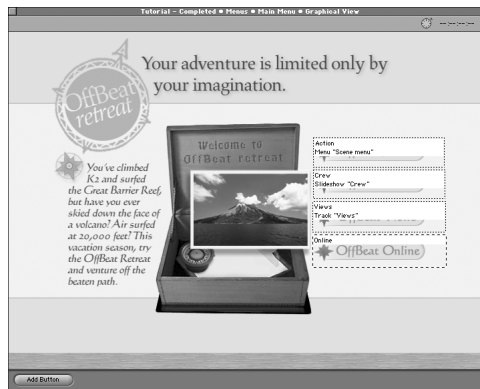 Tutorial – Completed • Menus • Main Menu • Graphical View
--:--:--:--
Your adventure is limited only by
your imagination.
OffBeat
retreat
Welcome to
OffBeat retreat
You've climbed
K2 and surfed
the Great Barrier Reef,
but have you ever
skied down the face of
a volcano? Air surfed
at 20,000 feet? This
vacation season, try
the OffBeat Retreat
and venture off the
beaten path.
Action
Menu "Scene menu"
Crew
Slideshow "Crew"
Views
Track "Views"
Online
OffBeat Online
Add Button